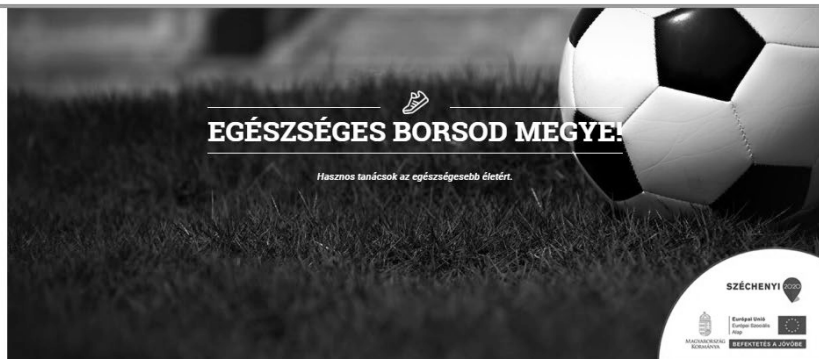 EGÉSZSÉGES BORSOD MEGYE!
Hasznos tanácsok az egészségesebb életért.
SZÉCHENYI 2020
MAGYARORSZÁG
KORMÁNYA
Európai Unió
Európai Szociális
Alap
BEFEKTETÉS A JÖVŐBE